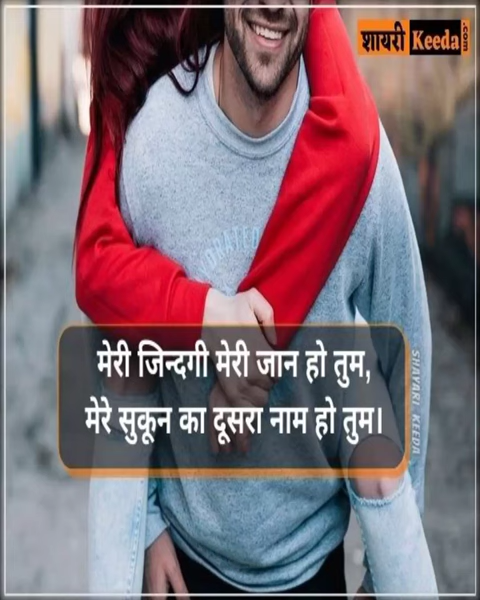 शायरी Keeda .com
मेरी जिन्दगी मेरी जान हो तुम,
मेरे सुकून का दूसरा नाम हो तुम।
SHAYARI KEEDA